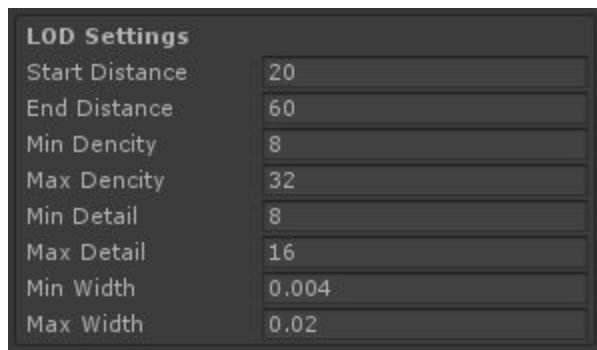 LOD Settings
Start Distance 20
End Distance 60
Min Dencity 8
Max Dencity 32
Min Detail 8
Max Detail 16
Min Width 0.004
Max Width 0.02